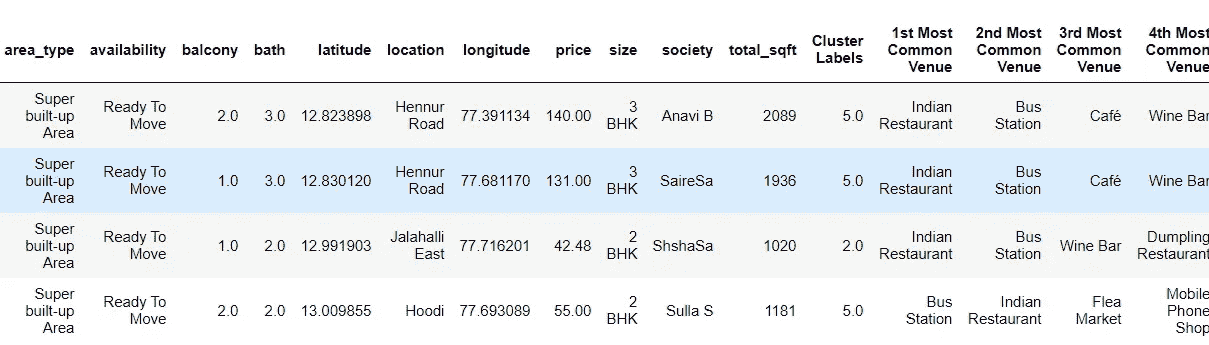 area_type availability balcony bath latitude location longitude price size society total_sqft Cluster Labels 1st Most Common Venue 2nd Most Common Venue 3rd Most Common Venue 4th Most Common Venue
Super built-up Area Ready To Move 2.0 3.0 12.823898 Hennur Road 77.391134 140.00 3 BHK Anavi B 2089 5.0 Indian Restaurant Bus Station Café Wine Bar
Super built-up Area Ready To Move 1.0 3.0 12.830120 Hennur Road 77.681170 131.00 3 BHK SaireSa 1936 5.0 Indian Restaurant Bus Station Café Wine Bar
Super built-up Area Ready To Move 1.0 2.0 12.991903 Jalahalli East 77.716201 42.48 2 BHK ShshaSa 1020 2.0 Indian Restaurant Bus Station Wine Bar Dumpling Restaurant
Super built-up Area Ready To Move 2.0 2.0 13.009855 Hoodi 77.693089 55.00 2 BHK Sulla S 1181 5.0 Bus Station Indian Restaurant Flea Market Mobile Phone Shop